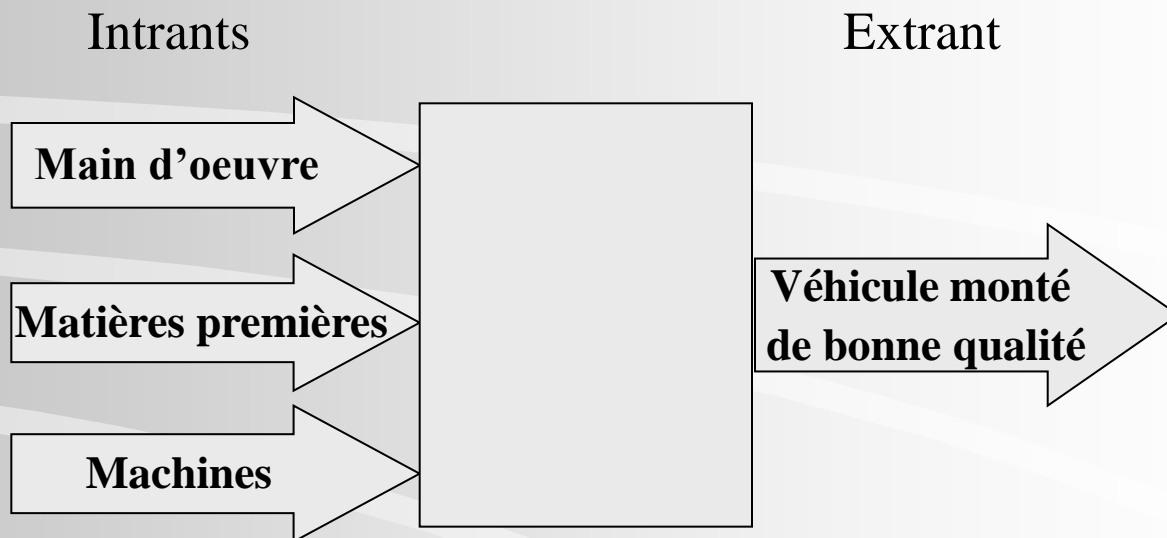 Intrants
Extrant
Main d'oeuvre
Matières premières
Machines
Véhicule monté
de bonne qualité